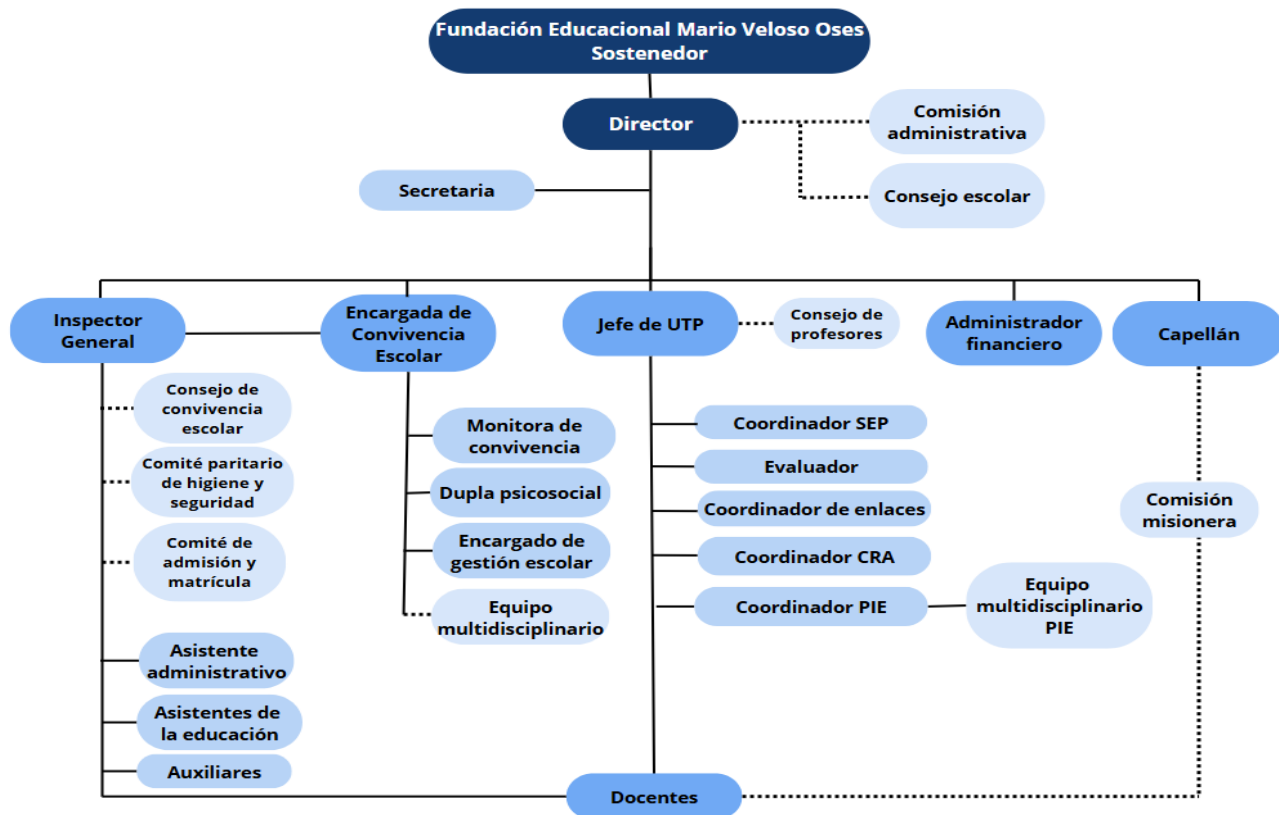 Fundación Educacional Mario Veloso Oses
Sostenedor
Director
Comisión
administrativa
Secretaria
Consejo escolar
Inspector
General
Encargada de
Convivencia
Escolar
Jefe de UTP
Consejo de
profesores
Administrador
financiero
Capellán
Consejo de
convivencia
escolar
Comité paritario
de higiene y
seguridad
Comité de
admisión y
matrícula
Asistente
administrativo
Asistentes de
la educación
Auxiliares
Monitora de
convivencia
Dupla psicosocial
Encargado de
gestión escolar
Equipo
multidisciplinario
Coordinador SEP
Evaluador
Coordinador de enlaces
Coordinador CRA
Coordinador PIE
Equipo
multidisciplinario
PIE
Comisión
misionera
Docentes